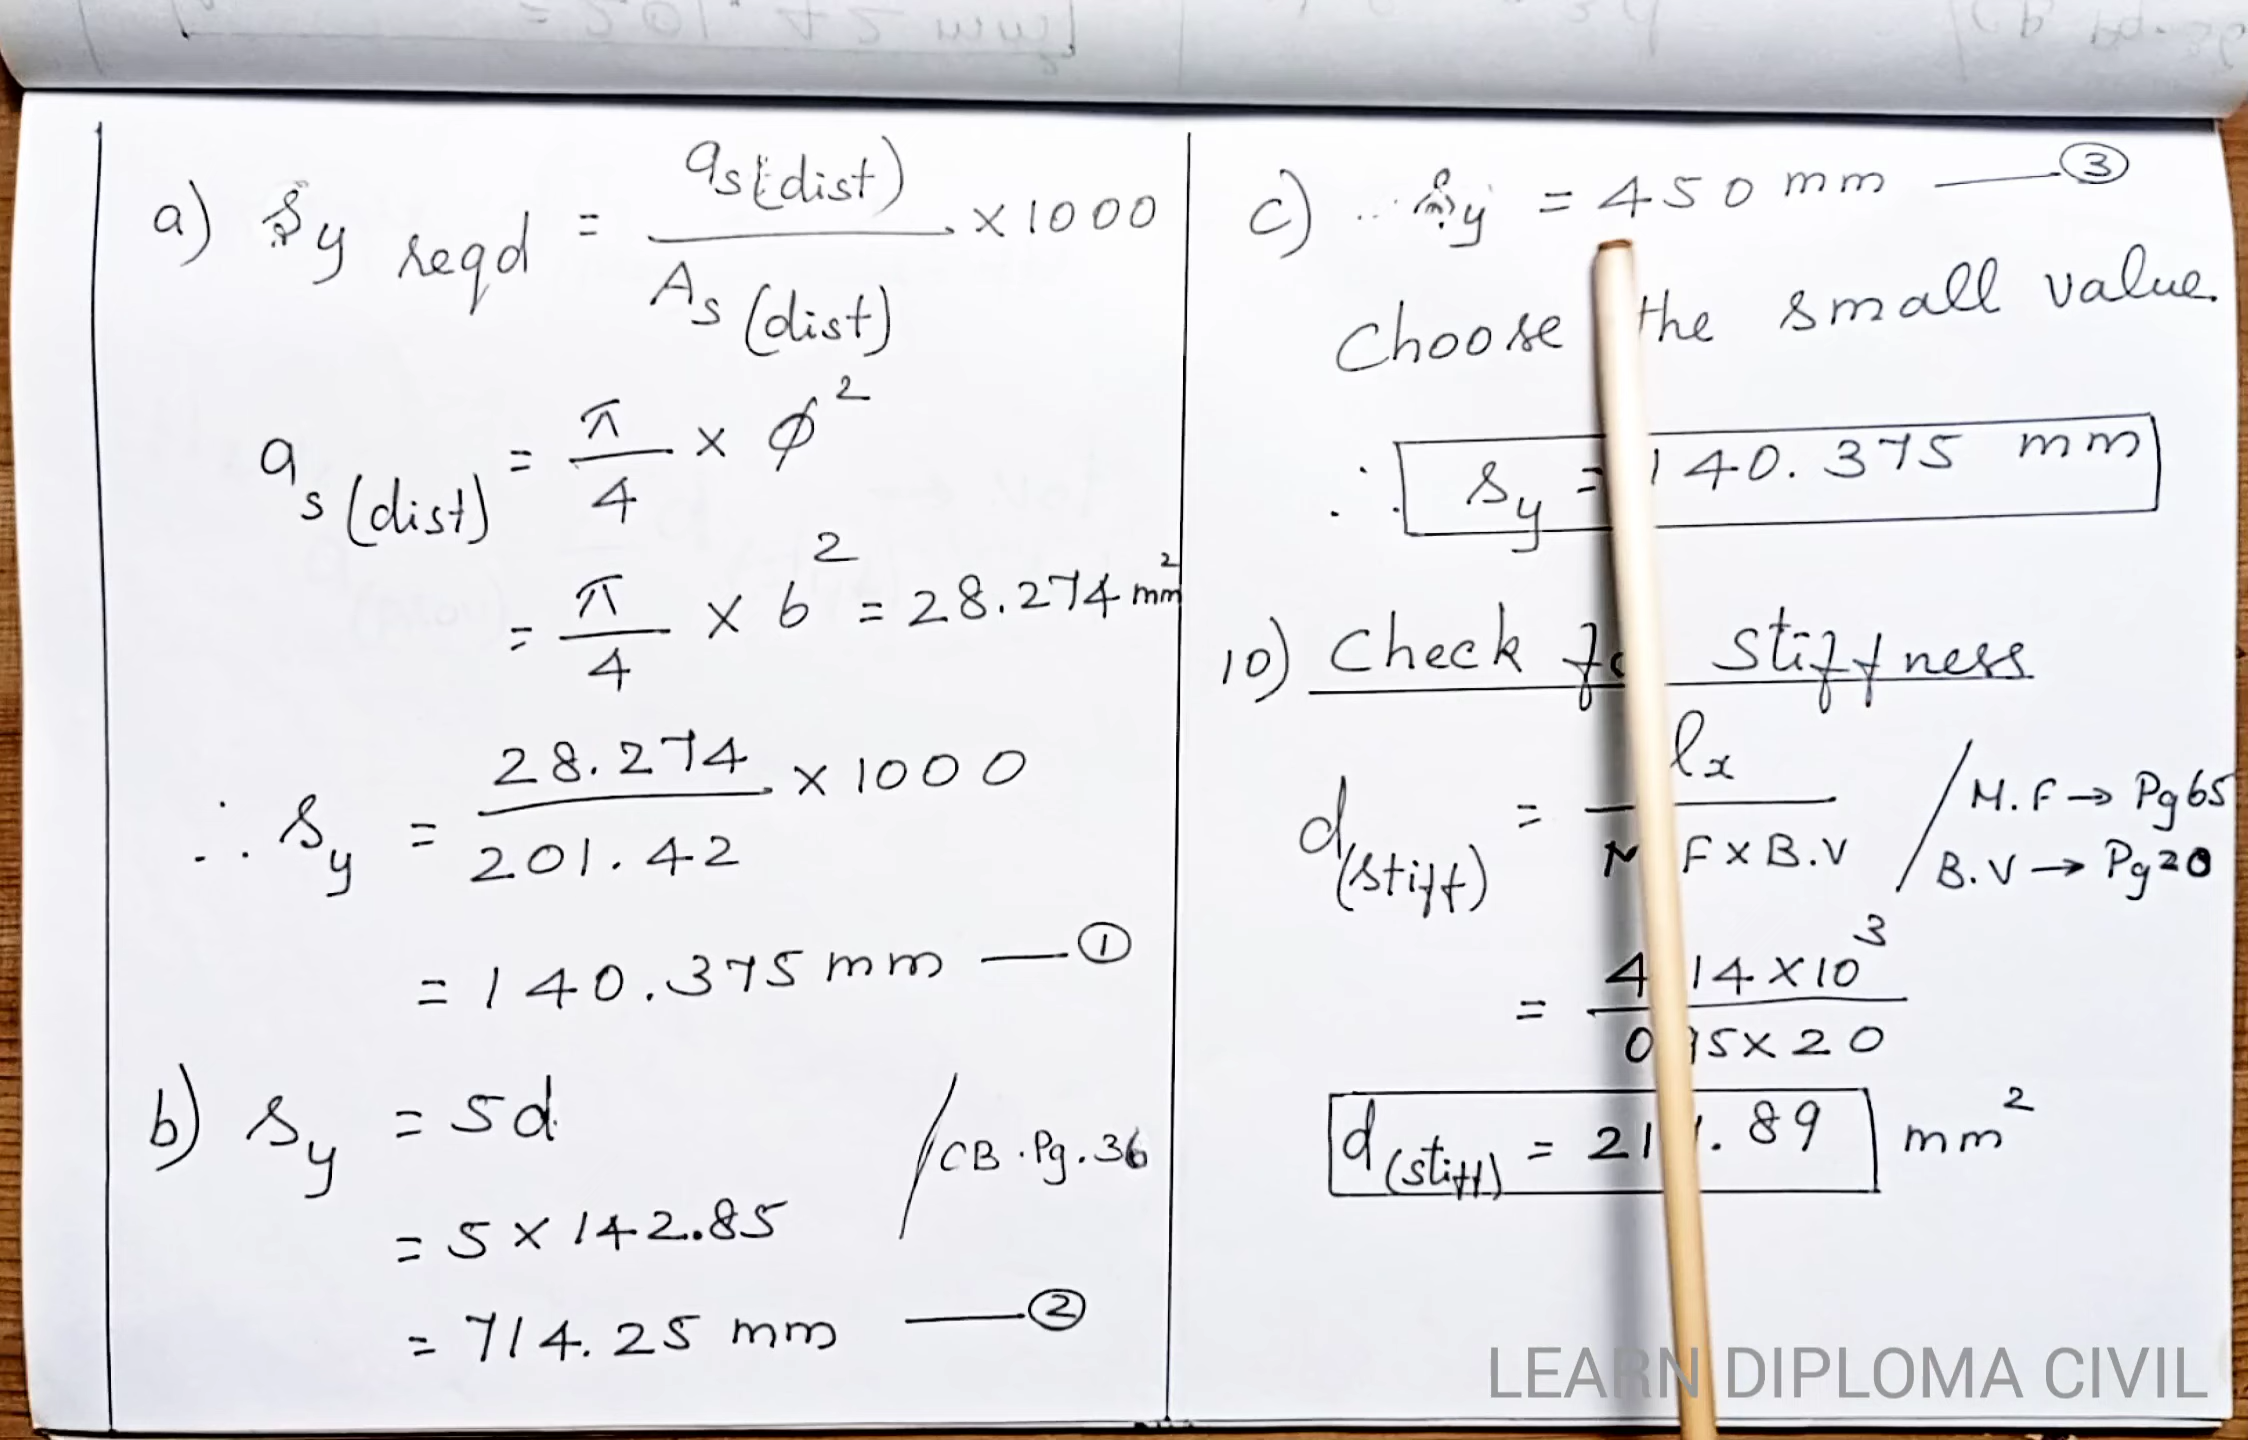 a) Sy reqd = as(dist) / As (dist) × 1000
as (dist) = π/4 × ϕ²
= π/4 × 6² = 28.274 mm²
∴ Sy = 28.274 / 201.42 × 1000
= 140.375 mm —①
b) Sy = 5d / CB.Pg.36
= 5 × 142.85
= 714.25 mm —②
c) Sy = 450 mm —③
Choose the small value.
∴ Sy = 140.375 mm
10) Check stiffness
d(stiff) = lx / F × B.V / M.F → Pg 65
B.V → Pg 20
= 4 14 × 10³ / 0 5 × 20
d(stiff) = 21 .89 mm²
LEARN DIPLOMA CIVIL